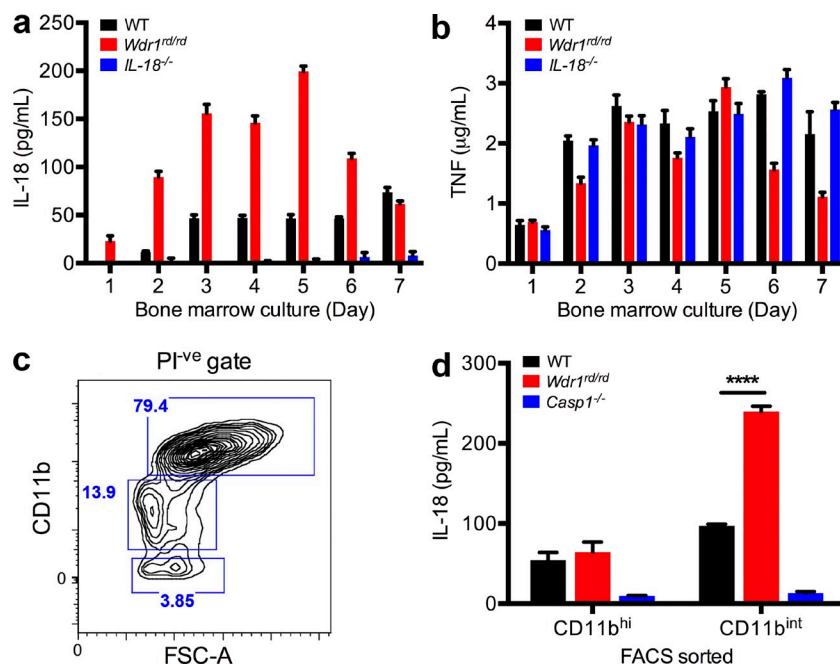 a
WT
Wdr1rd/rd
IL-18-/-
IL-18 (pg/mL)
250
200
150
100
50
0
1 2 3 4 5 6 7
Bone marrow culture (Day)
b
WT
Wdr1rd/rd
IL-18-/-
TNF (µg/mL)
4
3
2
1
0
1 2 3 4 5 6 7
Bone marrow culture (Day)
c
PI-ve gate
79.4
13.9
3.85
CD11b
0
0
FSC-A
d
WT
Wdr1rd/rd
Casp1-/-
****
IL-18 (pg/mL)
300
200
100
0
CD11bhi CD11bint
FACS sorted